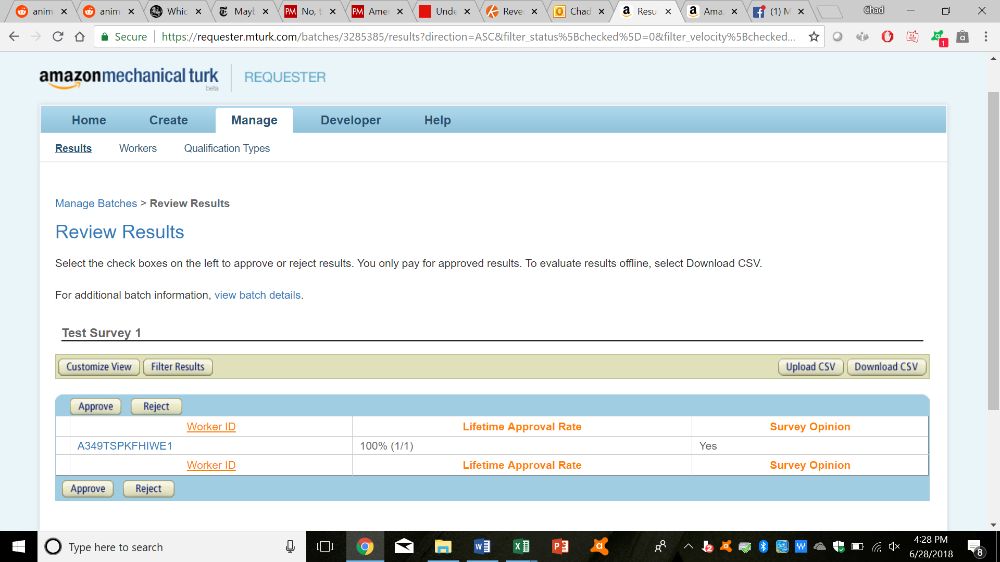 anim
anim
Whic
Mayb
PM No, t
PM Amer
Unde
Reve
Chad
Resu
Ama
(1) M
Chad
Secure
https://requester.mturk.com/batches/3285385/results?direction=ASC&filter_status%5Bchecked%5D=0&filter_velocity%5Bchecked...
1
amazonmechanical turk
beta
REQUESTER
Home Create Manage Developer Help
Results Workers Qualification Types
Manage Batches > Review Results
Review Results
Select the check boxes on the left to approve or reject results. You only pay for approved results. To evaluate results offline, select Download CSV.
For additional batch information, view batch details.
Test Survey 1
Customize View Filter Results Upload CSV Download CSV
Approve Reject
Worker ID Lifetime Approval Rate Survey Opinion
A349TSPKFHIWE1 100% (1/1) Yes
Worker ID Lifetime Approval Rate Survey Opinion
Approve Reject
Type here to search
2
4:28 PM
6/28/2018
8